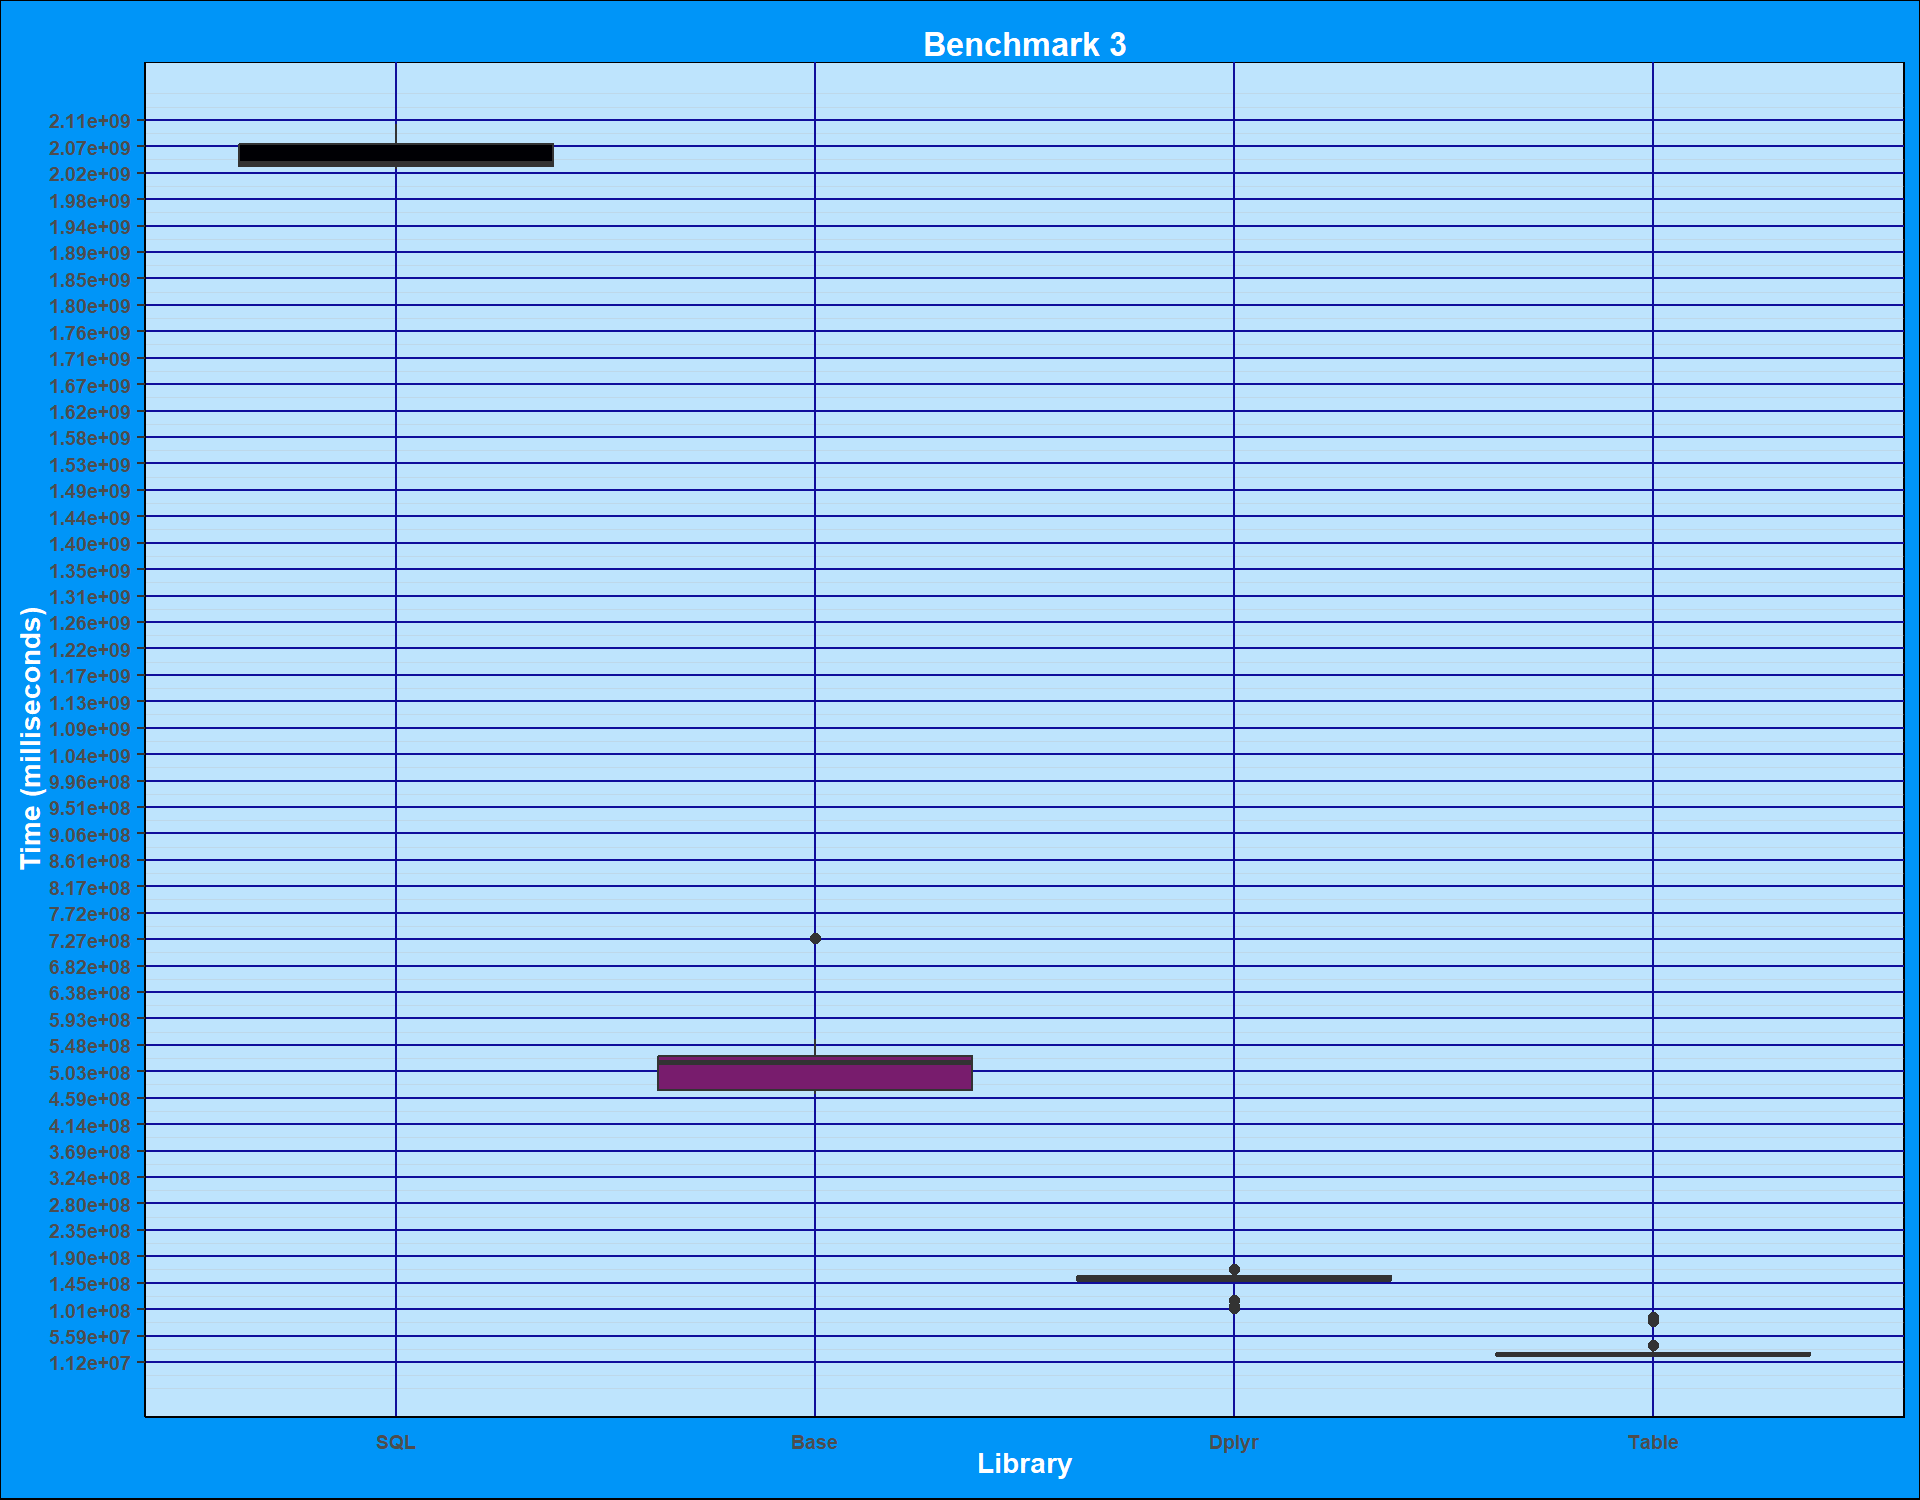 Benchmark 3
2.11e+09
2.07e+09
2.02e+09
1.98e+09
1.94e+09
1.89e+09
1.85e+09
1.80e+09
1.76e+09
1.71e+09
1.67e+09
1.62e+09
1.58e+09
1.53e+09
1.49e+09
1.44e+09
1.40e+09
1.35e+09
1.31e+09
1.26e+09
1.22e+09
1.17e+09
1.13e+09
1.09e+09
1.04e+09
9.96e+08
9.51e+08
9.06e+08
8.61e+08
8.17e+08
7.72e+08
7.27e+08
6.82e+08
6.38e+08
5.93e+08
5.48e+08
5.03e+08
4.59e+08
4.14e+08
3.69e+08
3.24e+08
2.80e+08
2.35e+08
1.90e+08
1.45e+08
1.01e+08
5.59e+07
1.12e+07
Time (milliseconds)
SQL Base Dplyr Table
Library